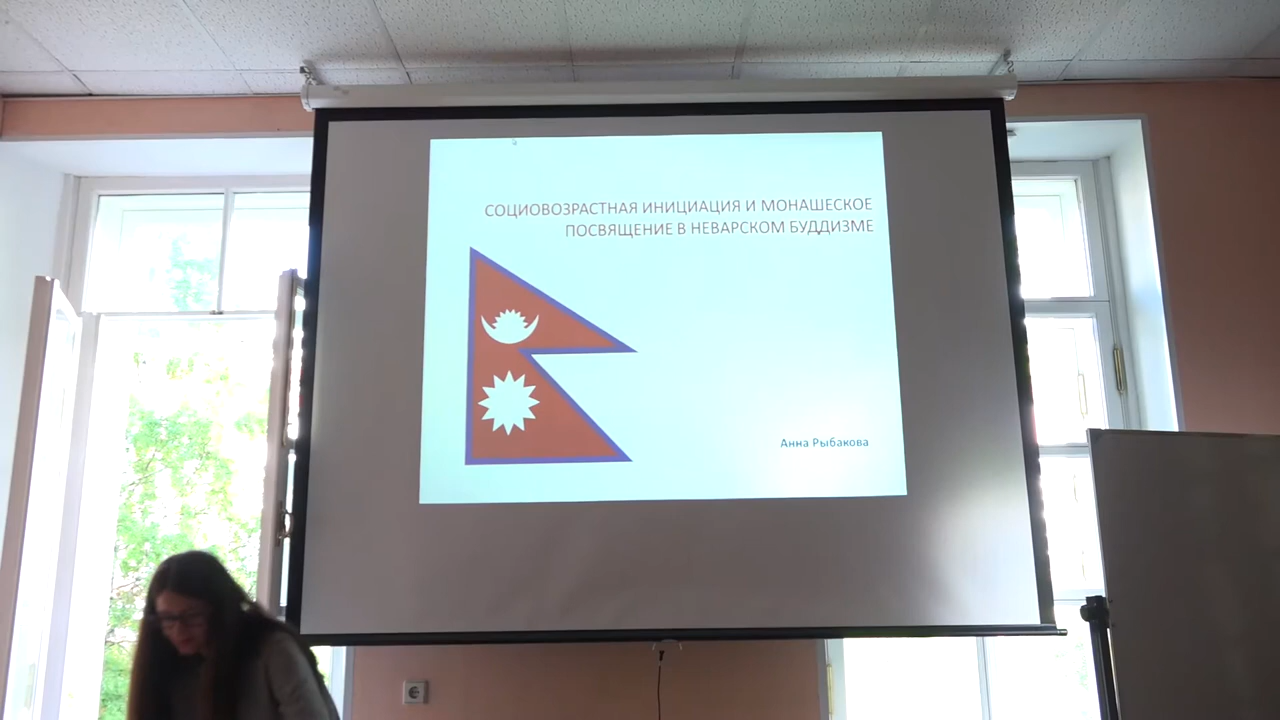 СОЦИОВОЗРАСТНАЯ ИНИЦИАЦИЯ И МОНАШЕСКОЕ
ПОСВЯЩЕНИЕ В НЕВАРСКОМ БУДДИЗМЕ
Анна Рыбакова